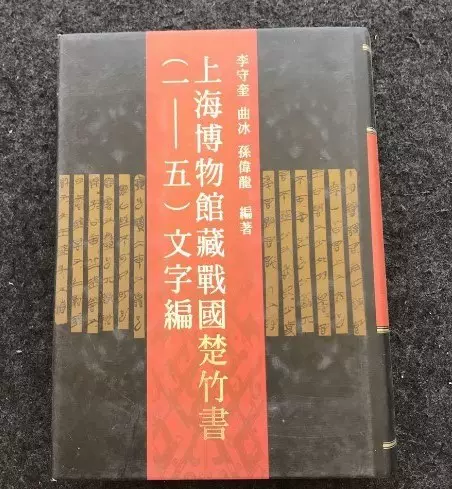 李守奎 曲冰 孫偉龍 編著
上海博物館藏戰國楚竹書
（一——五）文字編